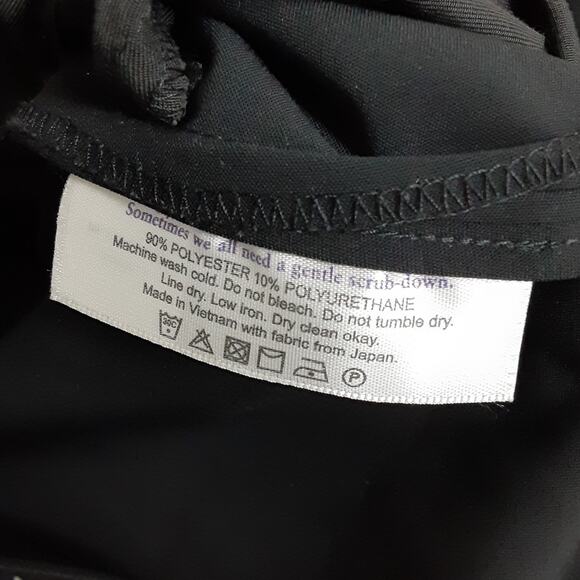 Sometimes we all need a gentle scrub-down.
90% POLYESTER 10% POLYURETHANE
Machine wash cold. Do not bleach. Do not tumble dry.
Line dry. Low iron. Dry clean okay.
Made in Vietnam with fabric from Japan.
30C P